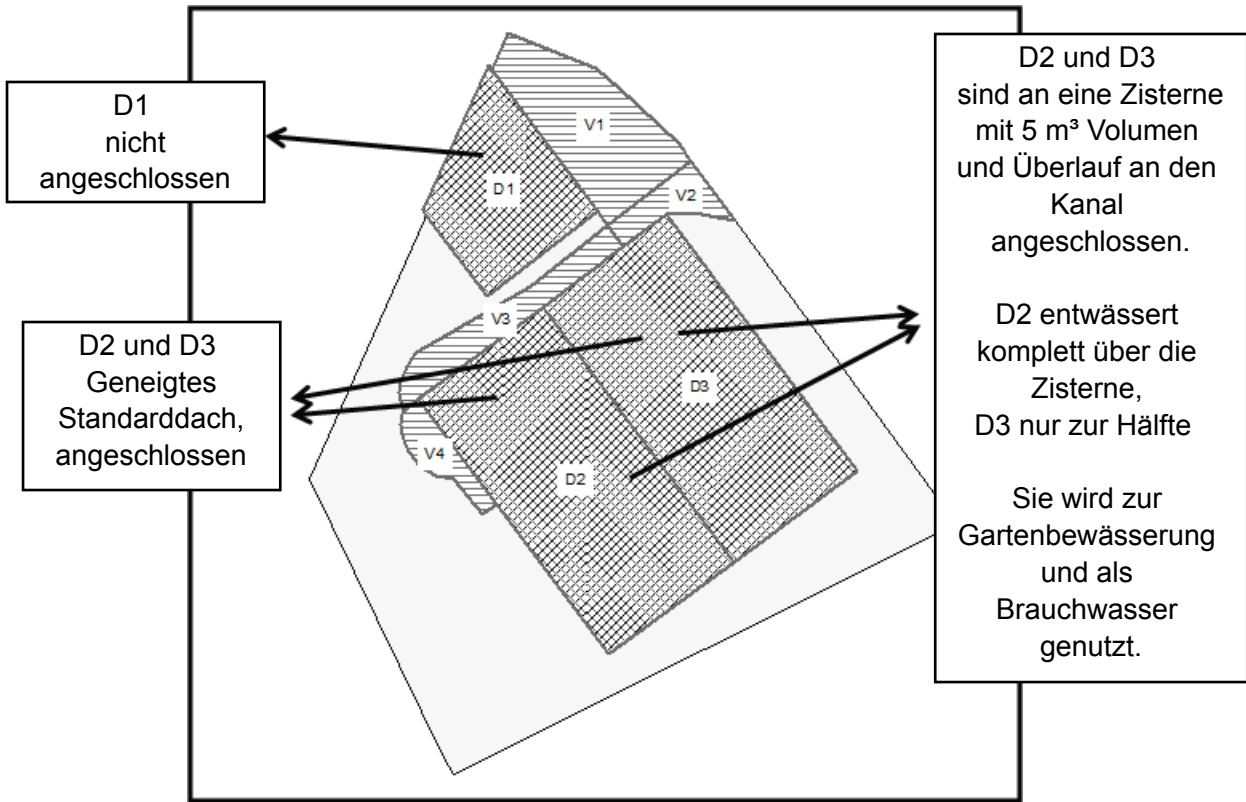 D1
nicht
angeschlossen
D2 und D3
Geneigtes
Standarddach,
angeschlossen
V1
D1
V2
V3
D3
V4
D2
D2 und D3
sind an eine Zisterne
mit 5 m³ Volumen
und Überlauf an den
Kanal
angeschlossen.
D2 entwässert
komplett über die
Zisterne,
D3 nur zur Hälfte
Sie wird zur
Gartenbewässerung
und als
Brauchwasser
genutzt.